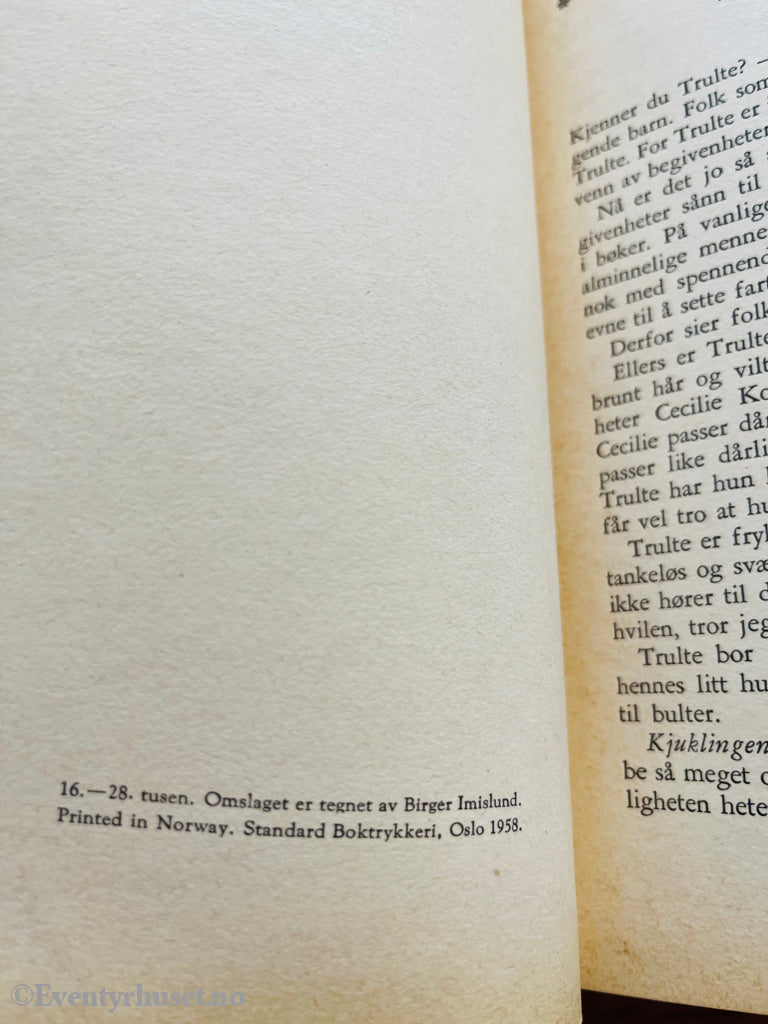 16.—28. tusen. Omslaget er tegnet av Birger Imislund.
Printed in Norway. Standard Boktrykkeri, Oslo 1958.
Kjenner du Trulte? —
gende barn. Folk som
Trulte. For Trulte er
venn av begivenheter
Nå er det jo så
givenheter sånn til
i bøker. På vanlige
alminnelige menne
nok med spennend
evne til å sette fart
Derfor sier folk
Ellers er Trulte
brunt hår og vilt
heter Cecilie Ko
Cecilie passer dår
passer like dårli
Trulte har hun
får vel tro at hu
Trulte er fryk
tankeløs og svæ
ikke hører til d
hvilen, tror jeg
Trulte bor
hennes litt hu
til bulter.
Kjuklingen
be så meget o
ligheten hete
©Eventyrhuset.no